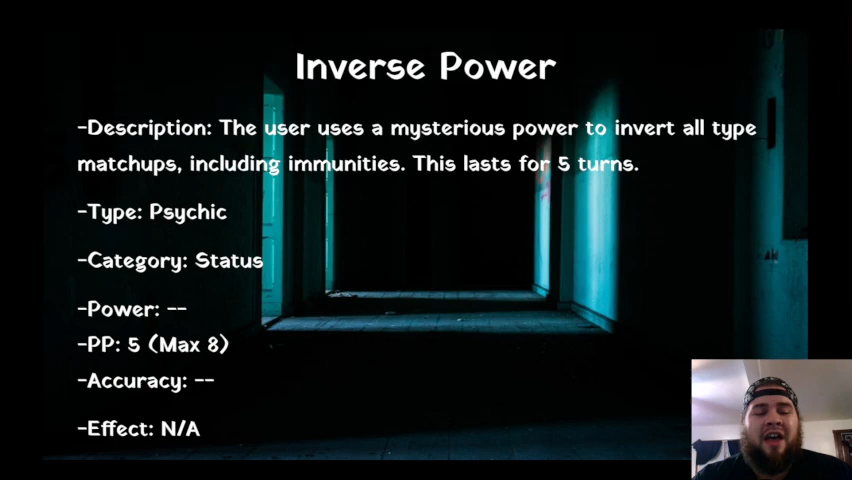 Inverse Power
-Description: The user uses a mysterious power to invert all type
matchups, including immunities. This lasts for 5 turns.
-Type: Psychic
-Category: Status
-Power: --
-PP: 5 (Max 8)
-Accuracy: --
-Effect: N/A